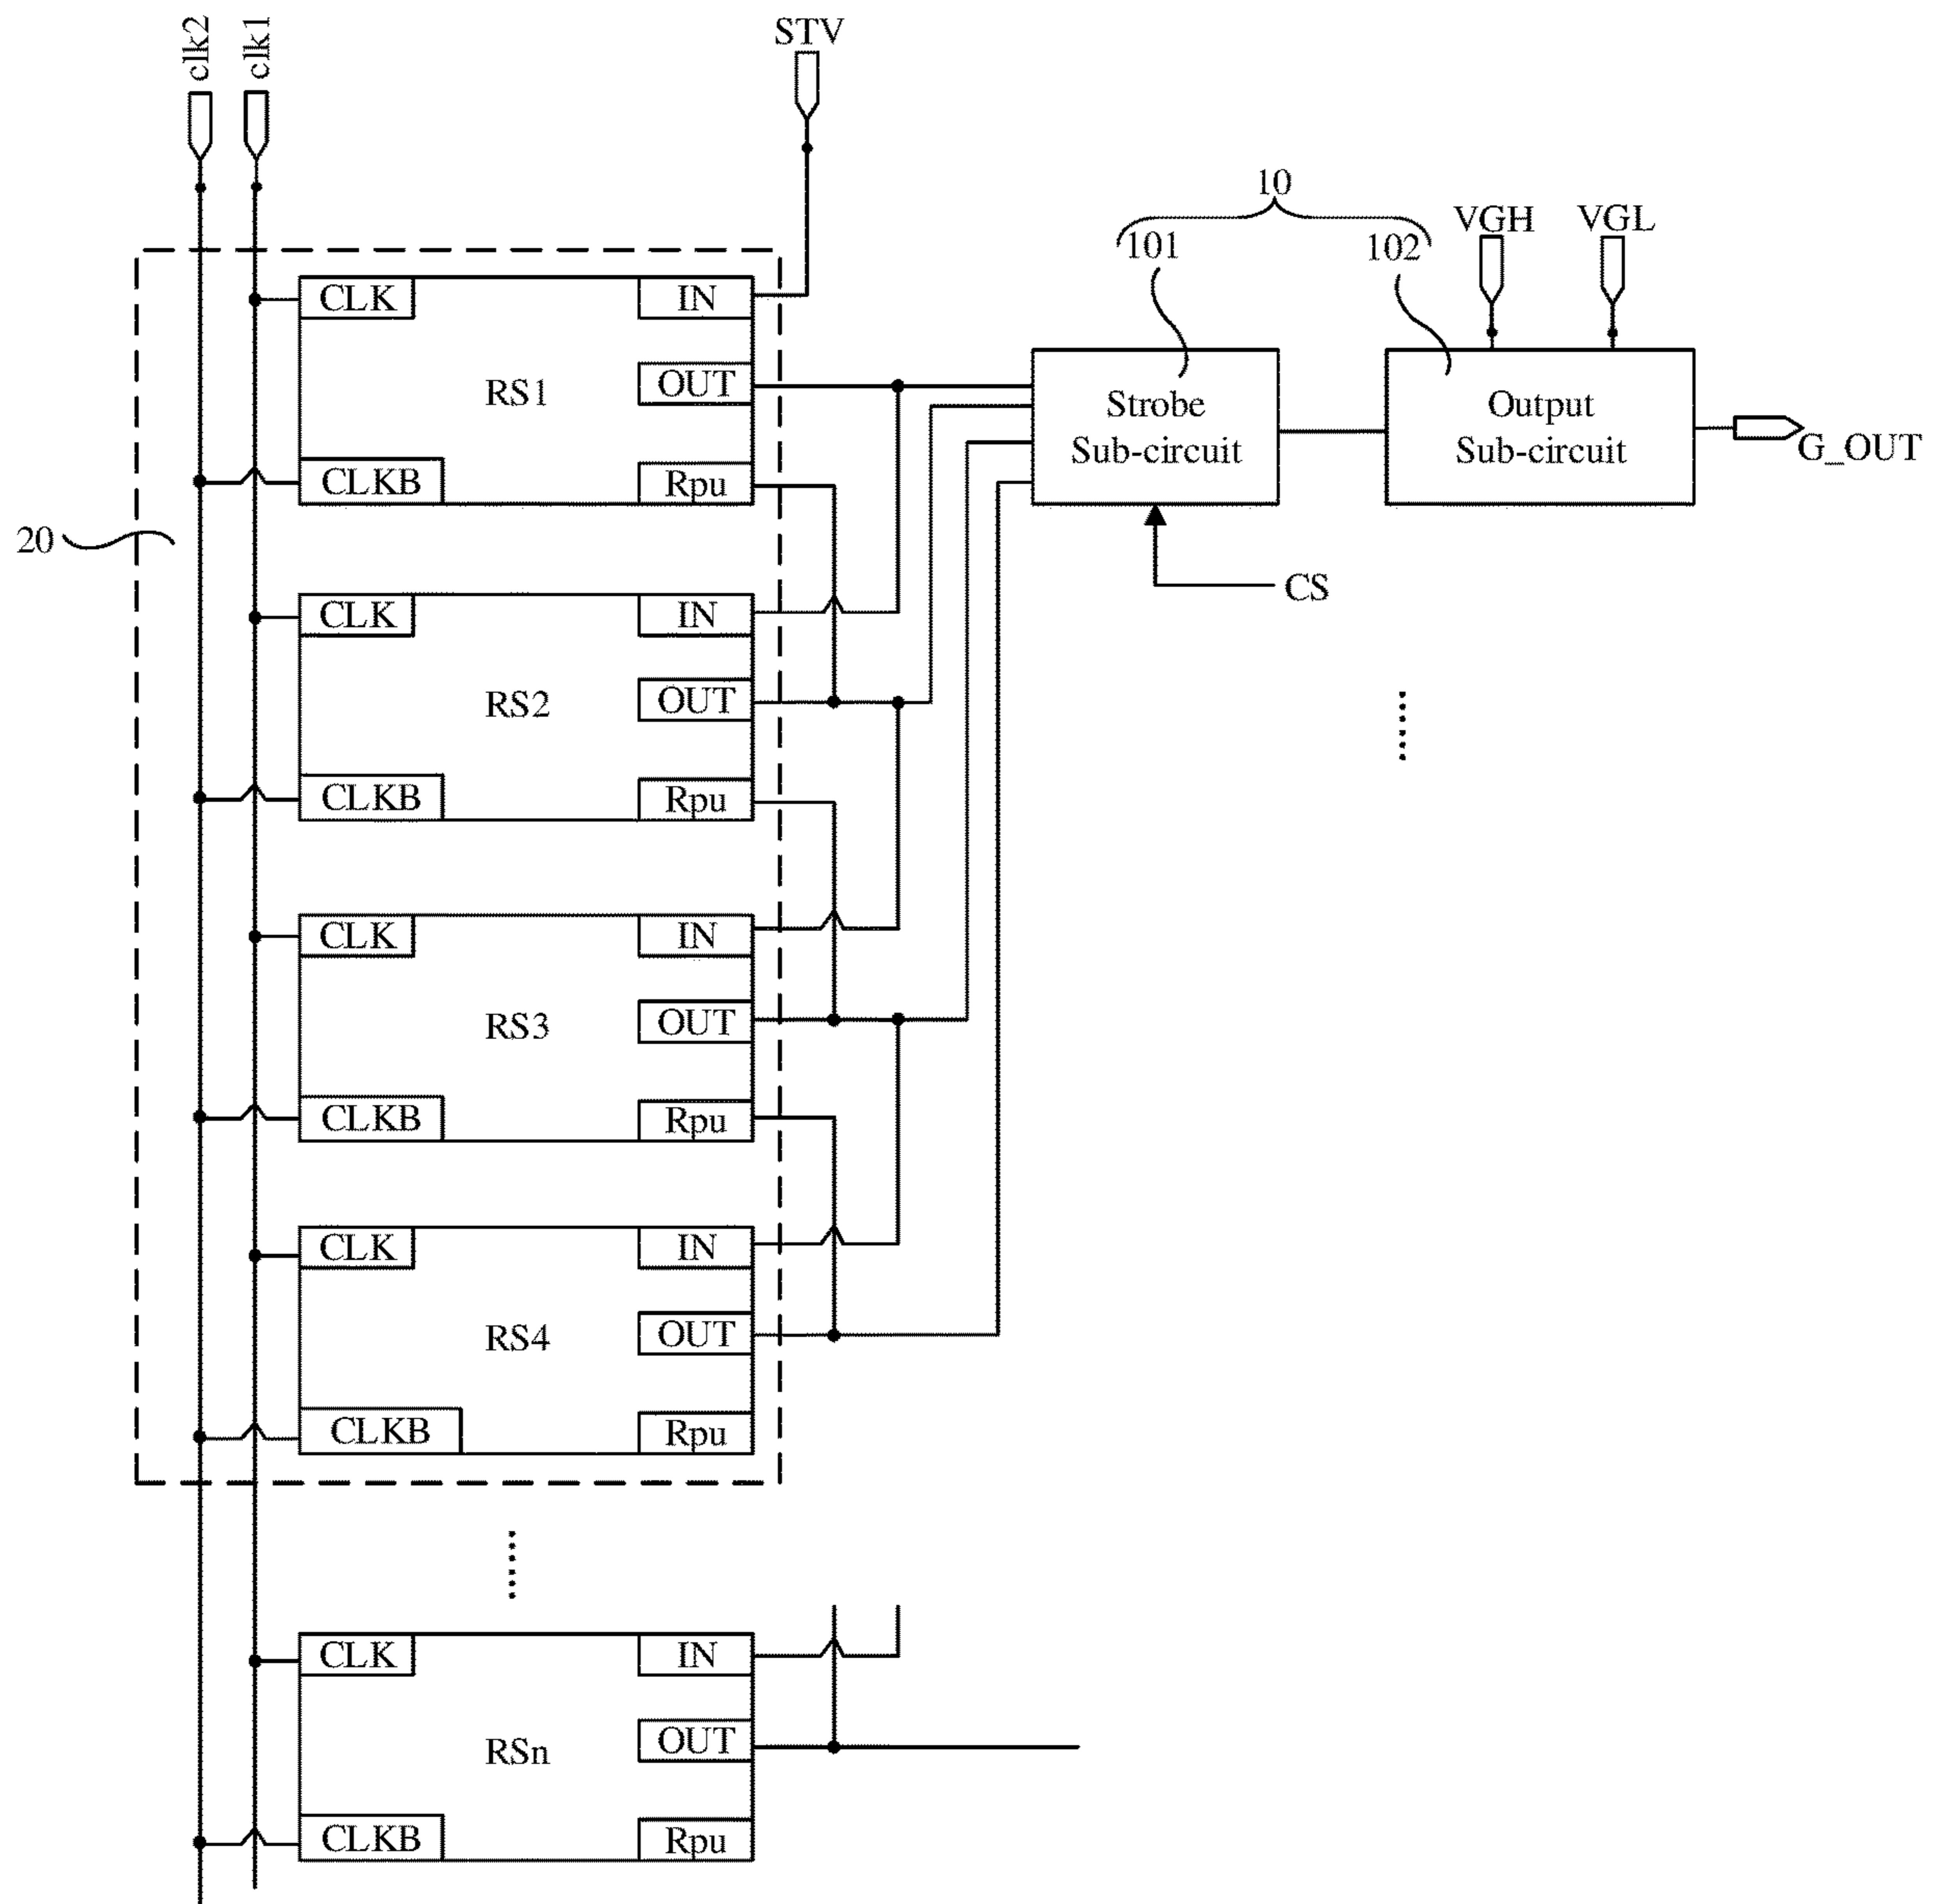 clk2
clk1
STV
10
101
102
VGH
VGL
CLK
IN
RS1
OUT
CLKB
Rpu
Strobe
Sub-circuit
Output
Sub-circuit
G_OUT
CS
20
CLK
IN
RS2
OUT
CLKB
Rpu
CLK
IN
RS3
OUT
CLKB
Rpu
CLK
IN
RS4
OUT
CLKB
Rpu
CLK
IN
RSn
OUT
CLKB
Rpu